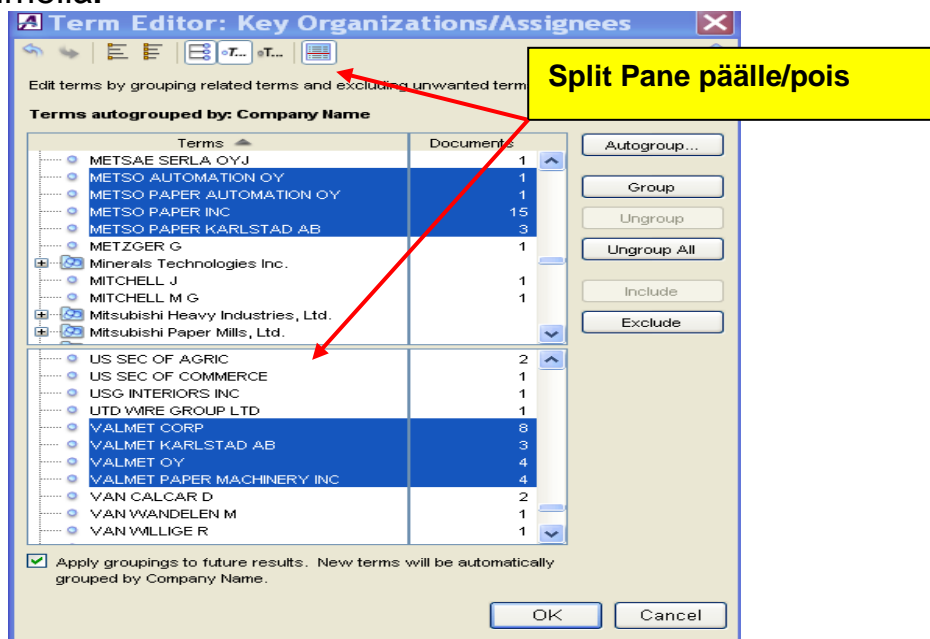 Term Editor: Key Organizations/Assignees
T... T...
Split Pane päälle/pois
Edit terms by grouping related terms and excluding unwanted term
Terms autogrouped by: Company Name
Terms Documents
METSAE SERLA OYJ 1
METSO AUTOMATION OY 1
METSO PAPER AUTOMATION OY 1
METSO PAPER INC 15
METSO PAPER KARLSTAD AB 3
METZGER G 1
Minerals Technologies Inc.
MITCHELL J 1
MITCHELL M G 1
Mitsubishi Heavy Industries, Ltd.
Mitsubishi Paper Mills, Ltd.
US SEC OF AGRIC 2
US SEC OF COMMERCE 1
USG INTERIORS INC 1
UTD WIRE GROUP LTD 1
VALMET CORP 8
VALMET KARLSTAD AB 3
VALMET OY 4
VALMET PAPER MACHINERY INC 4
VAN CALCAR D 2
VAN WANDELEN M 1
VAN WILLIGE R 1
Autogroup...
Group
Ungroup
Ungroup All
Include
Exclude
Apply groupings to future results. New terms will be automatically
grouped by Company Name.
OK Cancel